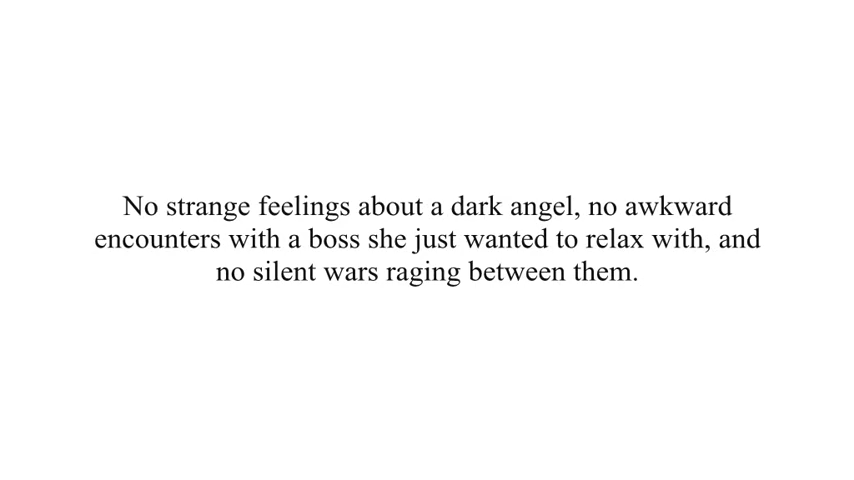 No strange feelings about a dark angel, no awkward
encounters with a boss she just wanted to relax with, and
no silent wars raging between them.